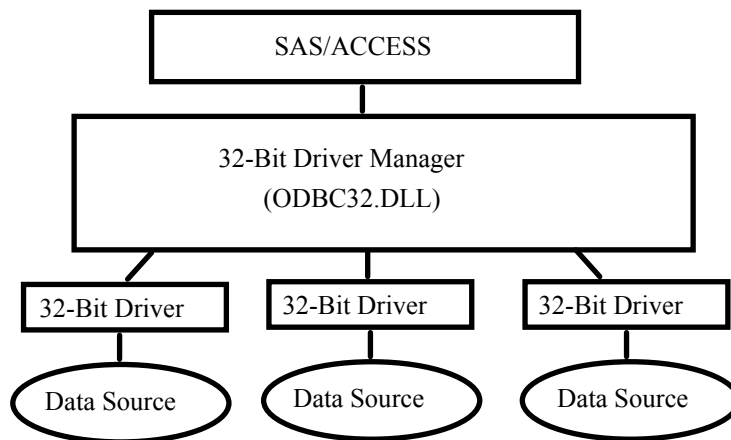 SAS/ACCESS
32-Bit Driver Manager
(ODBC32.DLL)
32-Bit Driver
32-Bit Driver
32-Bit Driver
Data Source
Data Source
Data Source